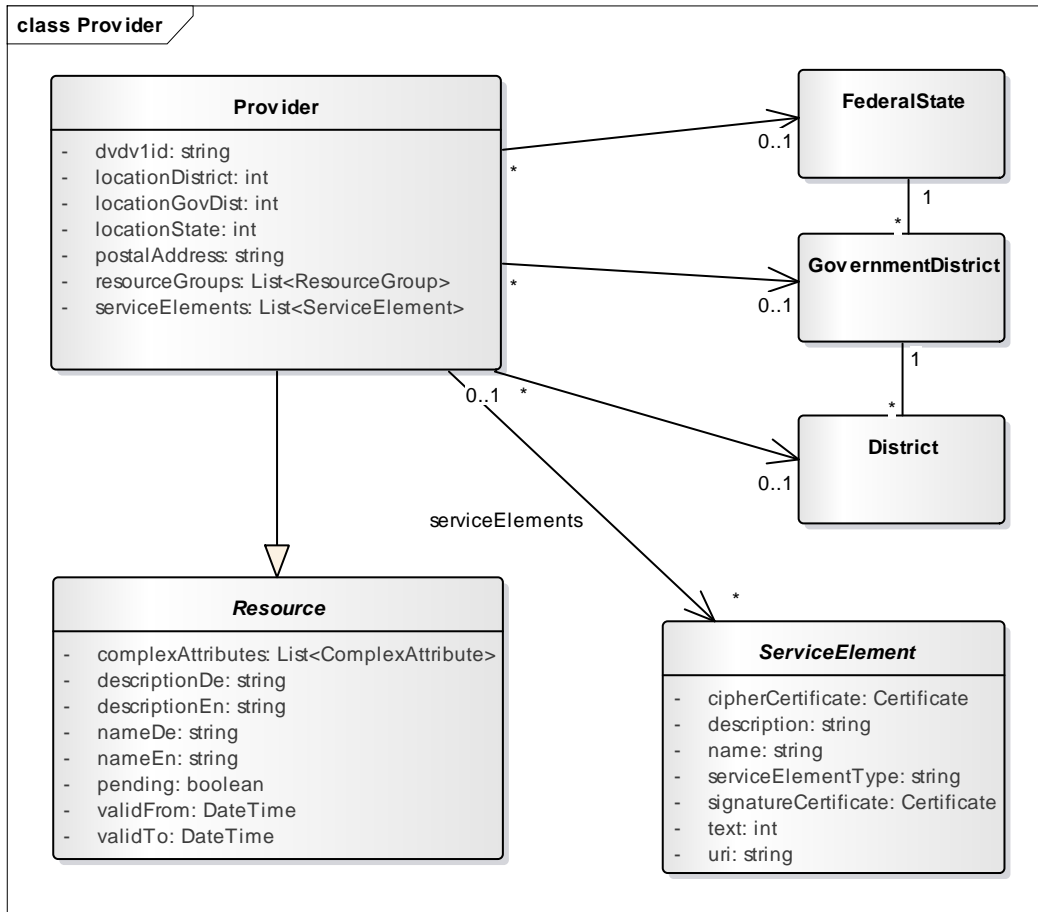 class Provider
Provider
- dvdv1id: string
- locationDistrict: int
- locationGovDist: int
- locationState: int
- postalAddress: string
- resourceGroups: List<ResourceGroup>
- serviceElements: List<ServiceElement>
FederalState
0..1
*
1
*
GovernmentDistrict
*
0..1
1
*
District
0..1 *
0..1
serviceElements
*
Resource
- complexAttributes: List<ComplexAttribute>
- descriptionDe: string
- descriptionEn: string
- nameDe: string
- nameEn: string
- pending: boolean
- validFrom: DateTime
- validTo: DateTime
ServiceElement
- cipherCertificate: Certificate
- description: string
- name: string
- serviceElementType: string
- signatureCertificate: Certificate
- text: int
- uri: string